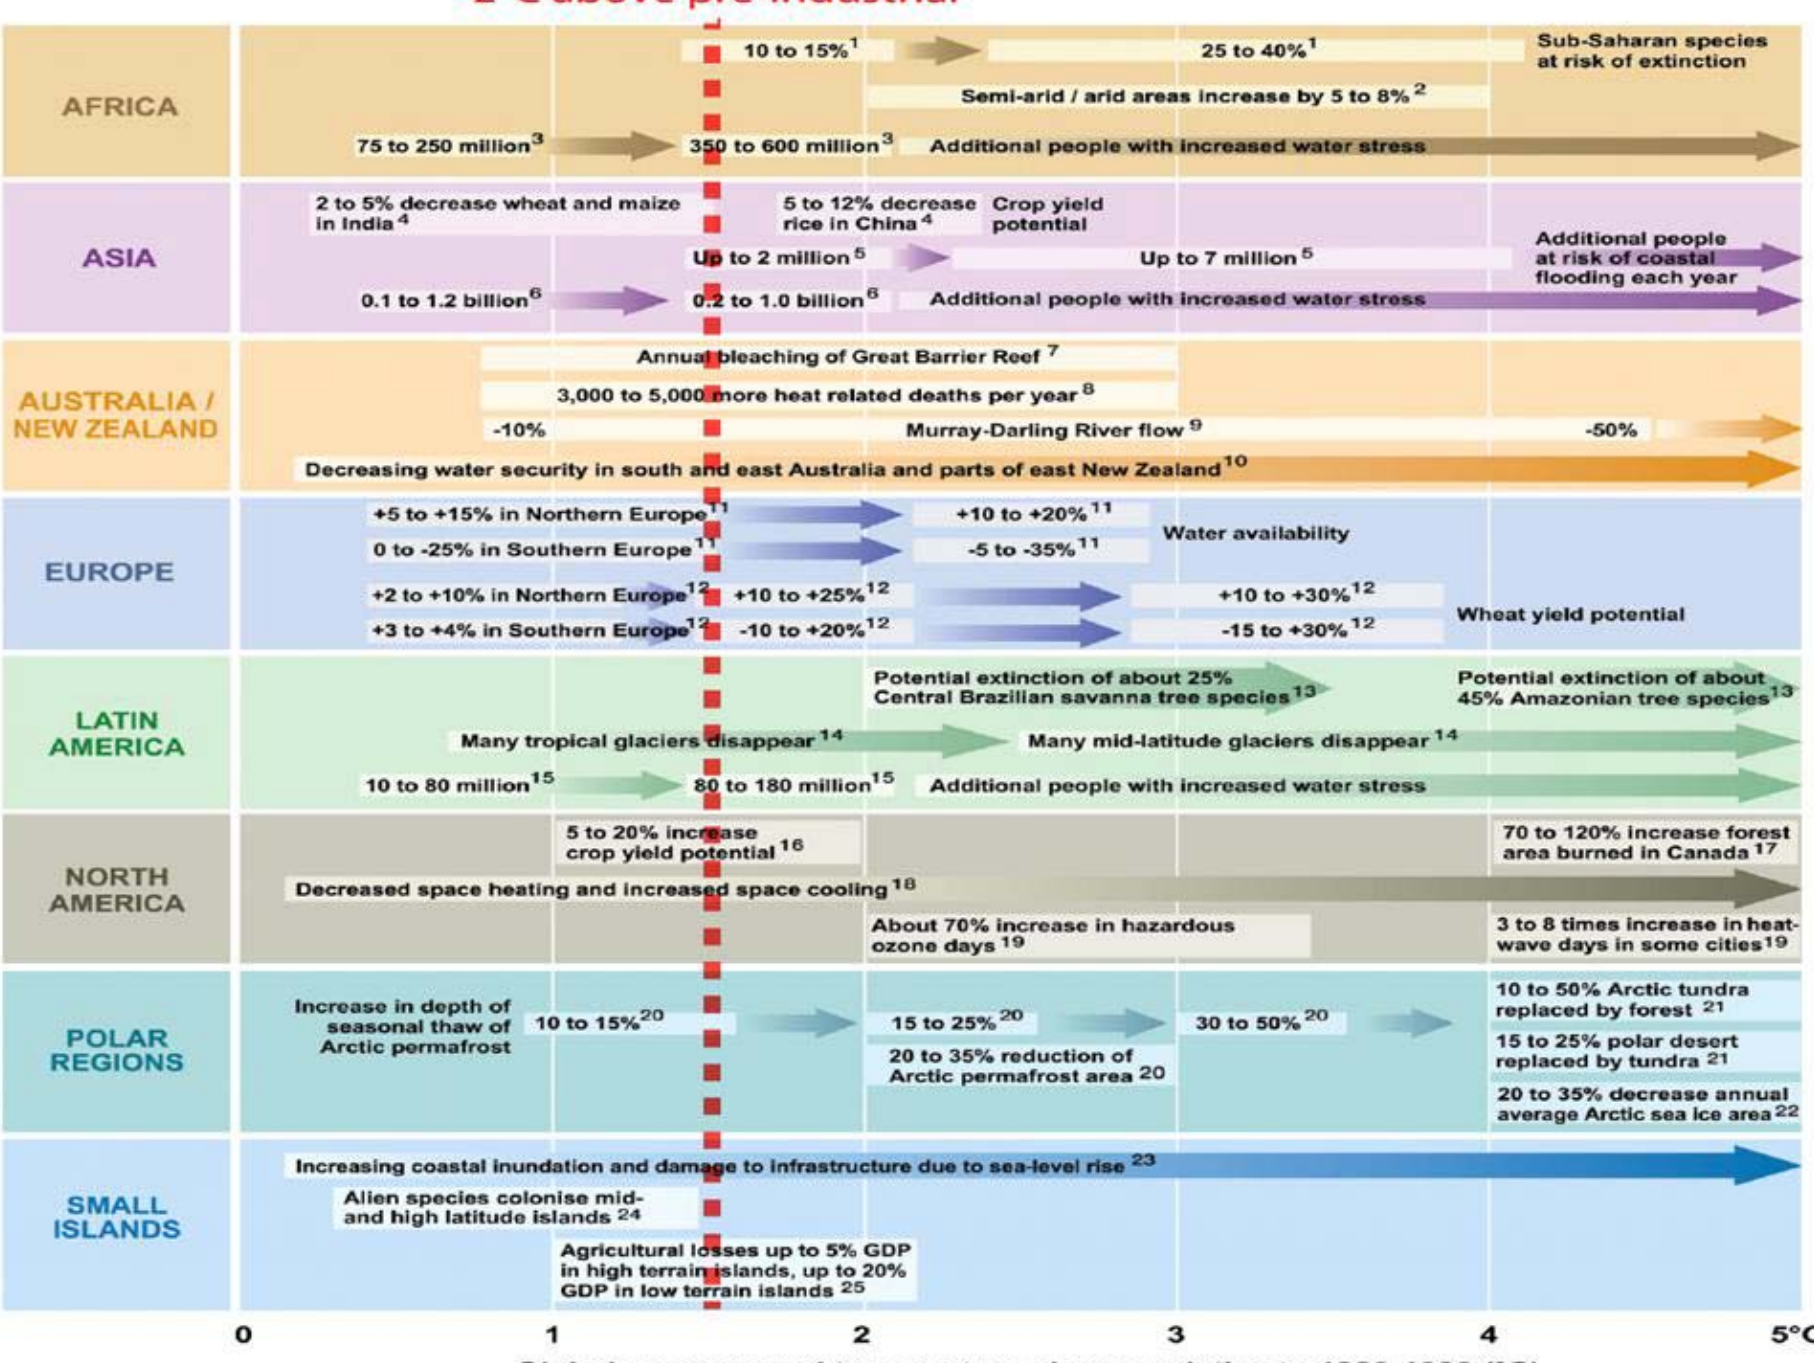 2°C above pre-industrial
AFRICA
10 to 15%1
25 to 40%1
Sub-Saharan species
at risk of extinction
Semi-arid / arid areas increase by 5 to 8%2
75 to 250 million3
350 to 600 million3
Additional people with increased water stress
ASIA
2 to 5% decrease wheat and maize
in India4
5 to 12% decrease
rice in China4
Crop yield
potential
Up to 2 million5
Up to 7 million5
Additional people
at risk of coastal
flooding each year
0.1 to 1.2 billion6
0.2 to 1.0 billion6
Additional people with increased water stress
AUSTRALIA /
NEW ZEALAND
Annual bleaching of Great Barrier Reef7
3,000 to 5,000 more heat related deaths per year8
-10%
Murray-Darling River flow9
-50%
Decreasing water security in south and east Australia and parts of east New Zealand10
EUROPE
+5 to +15% in Northern Europe11
+10 to +20%11
0 to -25% in Southern Europe11
-5 to -35%11
Water availability
+2 to +10% in Northern Europe12
+10 to +25%12
+10 to +30%12
+3 to +4% in Southern Europe12
-10 to +20%12
-15 to +30%12
Wheat yield potential
LATIN
AMERICA
Potential extinction of about 25%
Central Brazilian savanna tree species13
Potential extinction of about
45% Amazonian tree species13
Many tropical glaciers disappear14
Many mid-latitude glaciers disappear14
10 to 80 million15
80 to 180 million15
Additional people with increased water stress
NORTH
AMERICA
5 to 20% increase
crop yield potential16
70 to 120% increase forest
area burned in Canada17
Decreased space heating and increased space cooling18
About 70% increase in hazardous
ozone days19
3 to 8 times increase in heat-
wave days in some cities19
POLAR
REGIONS
Increase in depth of
seasonal thaw of
Arctic permafrost
10 to 15%20
15 to 25%20
30 to 50%20
20 to 35% reduction of
Arctic permafrost area20
10 to 50% Arctic tundra
replaced by forest21
15 to 25% polar desert
replaced by tundra21
20 to 35% decrease annual
average Arctic sea ice area22
SMALL
ISLANDS
Increasing coastal inundation and damage to infrastructure due to sea-level rise23
Alien species colonise mid-
and high latitude islands24
Agricultural losses up to 5% GDP
in high terrain islands, up to 20%
GDP in low terrain islands25
0 1 2 3 4 5°C